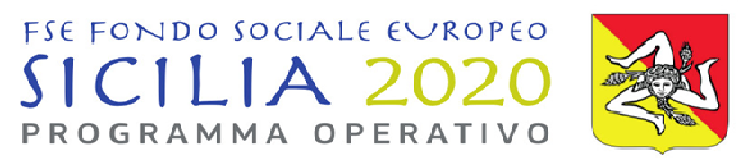 FSE FONDO SOCIALE EUROPEO
SICILIA 2020
PROGRAMMA OPERATIVO